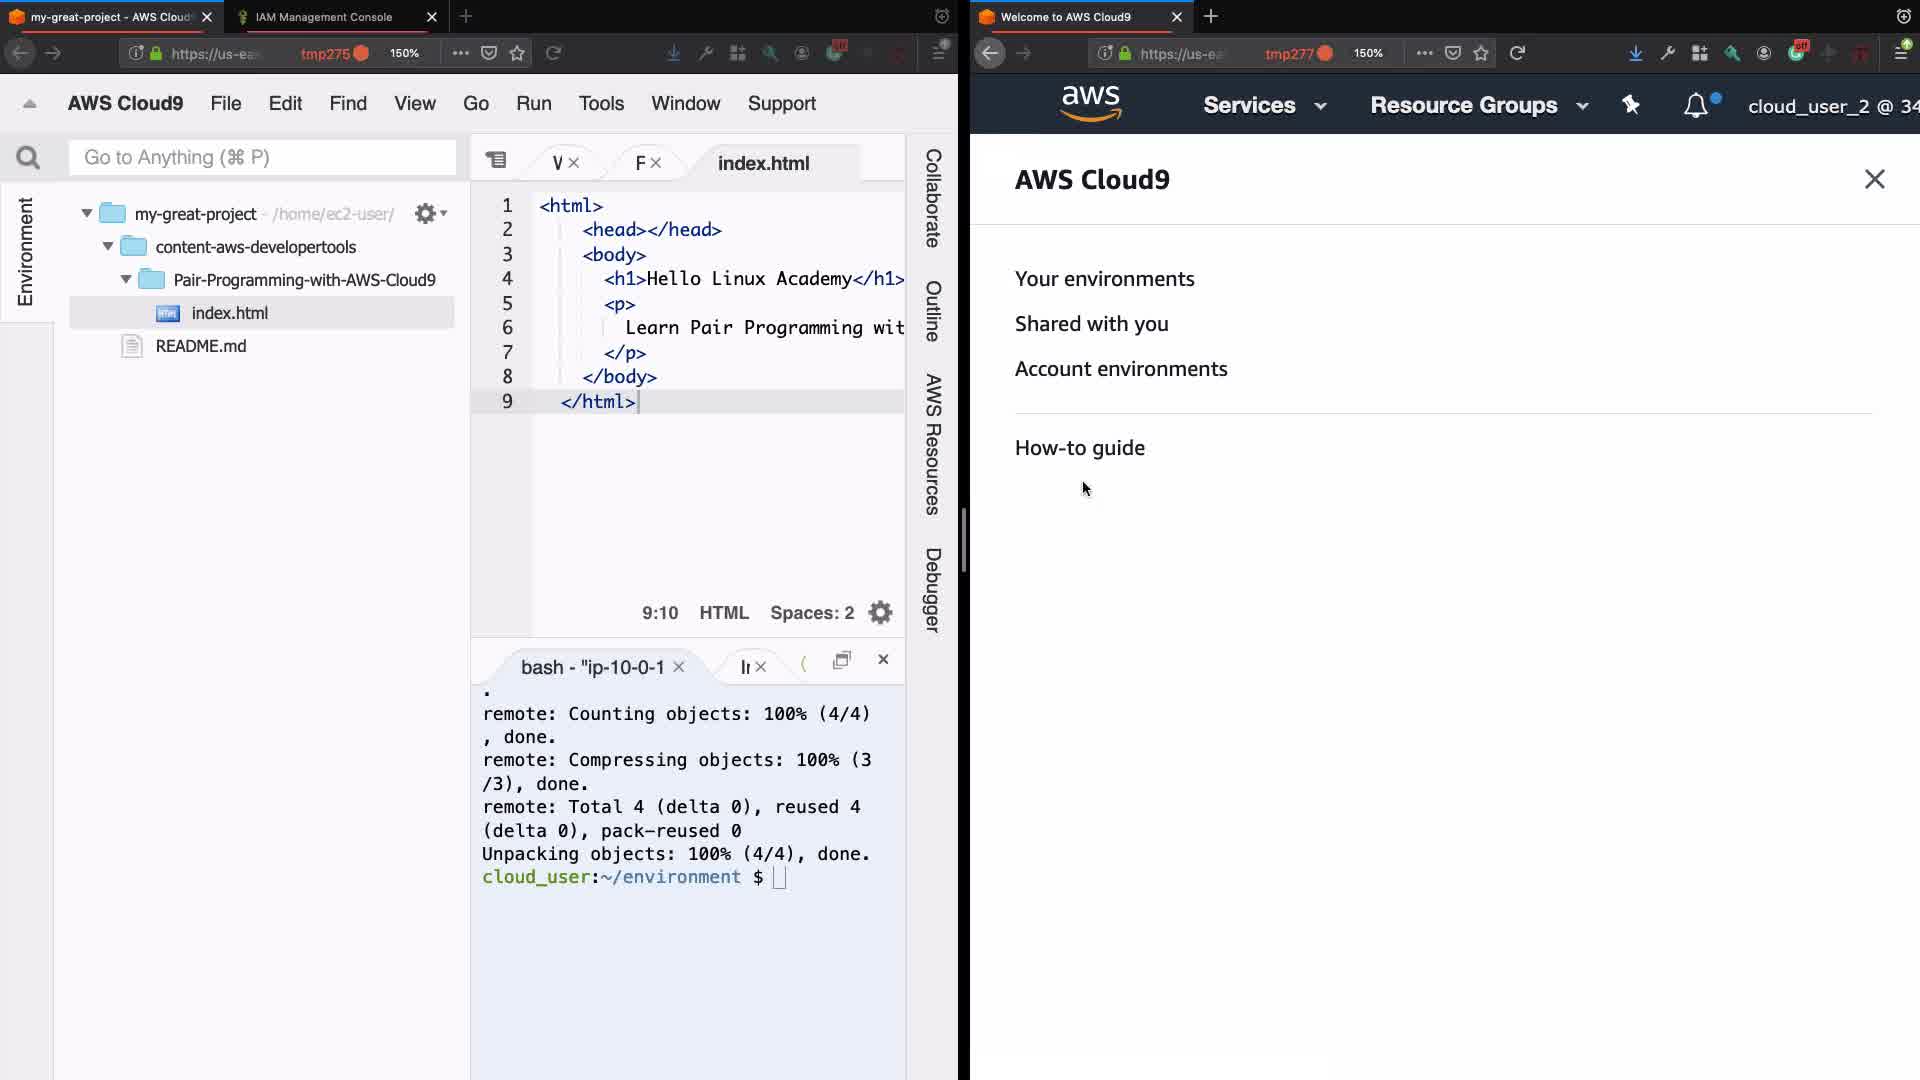 my-great-project - AWS Cloud
IAM Management Console
https://us-ea
tmp275
150%
AWS Cloud9
File
Edit
Find
View
Go
Run
Tools
Window
Support
Go to Anything (⌘ P)
Environment
my-great-project - /home/ec2-user/
content-aws-developertools
Pair-Programming-with-AWS-Cloud9
index.html
README.md
index.html
1 <html>
2 <head></head>
3 <body>
4 <h1>Hello Linux Academy</h1>
5 <p>
6 Learn Pair Programming wit
7 </p>
8 </body>
9 </html>
9:10 HTML Spaces: 2
Collaborate
Outline
AWS Resources
Debugger
bash - "ip-10-0-1
.
remote: Counting objects: 100% (4/4)
, done.
remote: Compressing objects: 100% (3
/3), done.
remote: Total 4 (delta 0), reused 4
(delta 0), pack-reused 0
Unpacking objects: 100% (4/4), done.
cloud_user:~/environment $
Welcome to AWS Cloud9
https://us-ea
tmp277
150%
off
aws
Services
Resource Groups
cloud_user_2 @ 34
AWS Cloud9
Your environments
Shared with you
Account environments
How-to guide